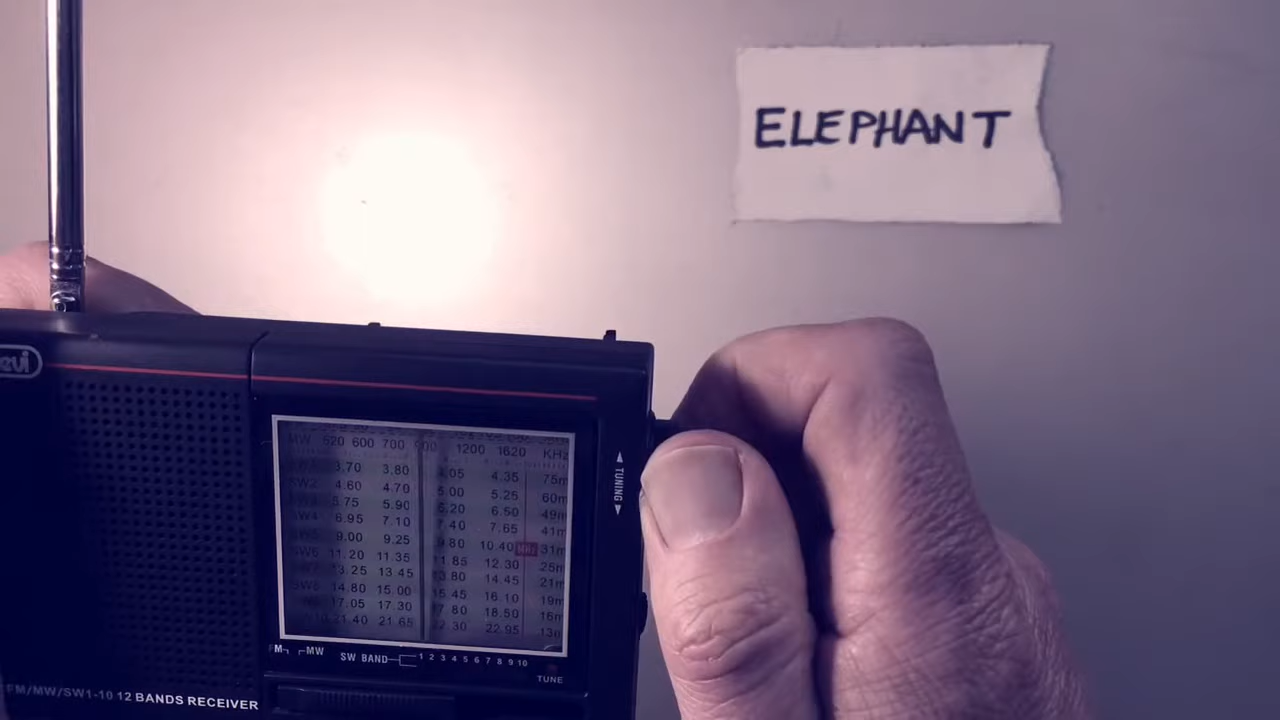 ELEPHANT
MW 520 600 700 900 1200 1620 KHz
3.70 3.80 4.05 4.35 75m
SW2 4.60 4.70 5.00 5.25 60m
5.75 5.90 6.20 6.50 49m
SW4 6.95 7.10 7.40 7.65 41m
SW5 9.00 9.25 9.80 10.40 MHz 31m
SW6 11.20 11.35 11.85 12.30 25m
13.25 13.45 13.80 14.45 21m
14.80 15.00 15.45 16.10 19m
17.05 17.30 17.80 18.50 16m
21.40 21.65 22.30 22.95 13m
TUNING
FM MW SW BAND 1 2 3 4 5 6 7 8 9 10
TUNE
FM/MW/SW1-10 12 BANDS RECEIVER